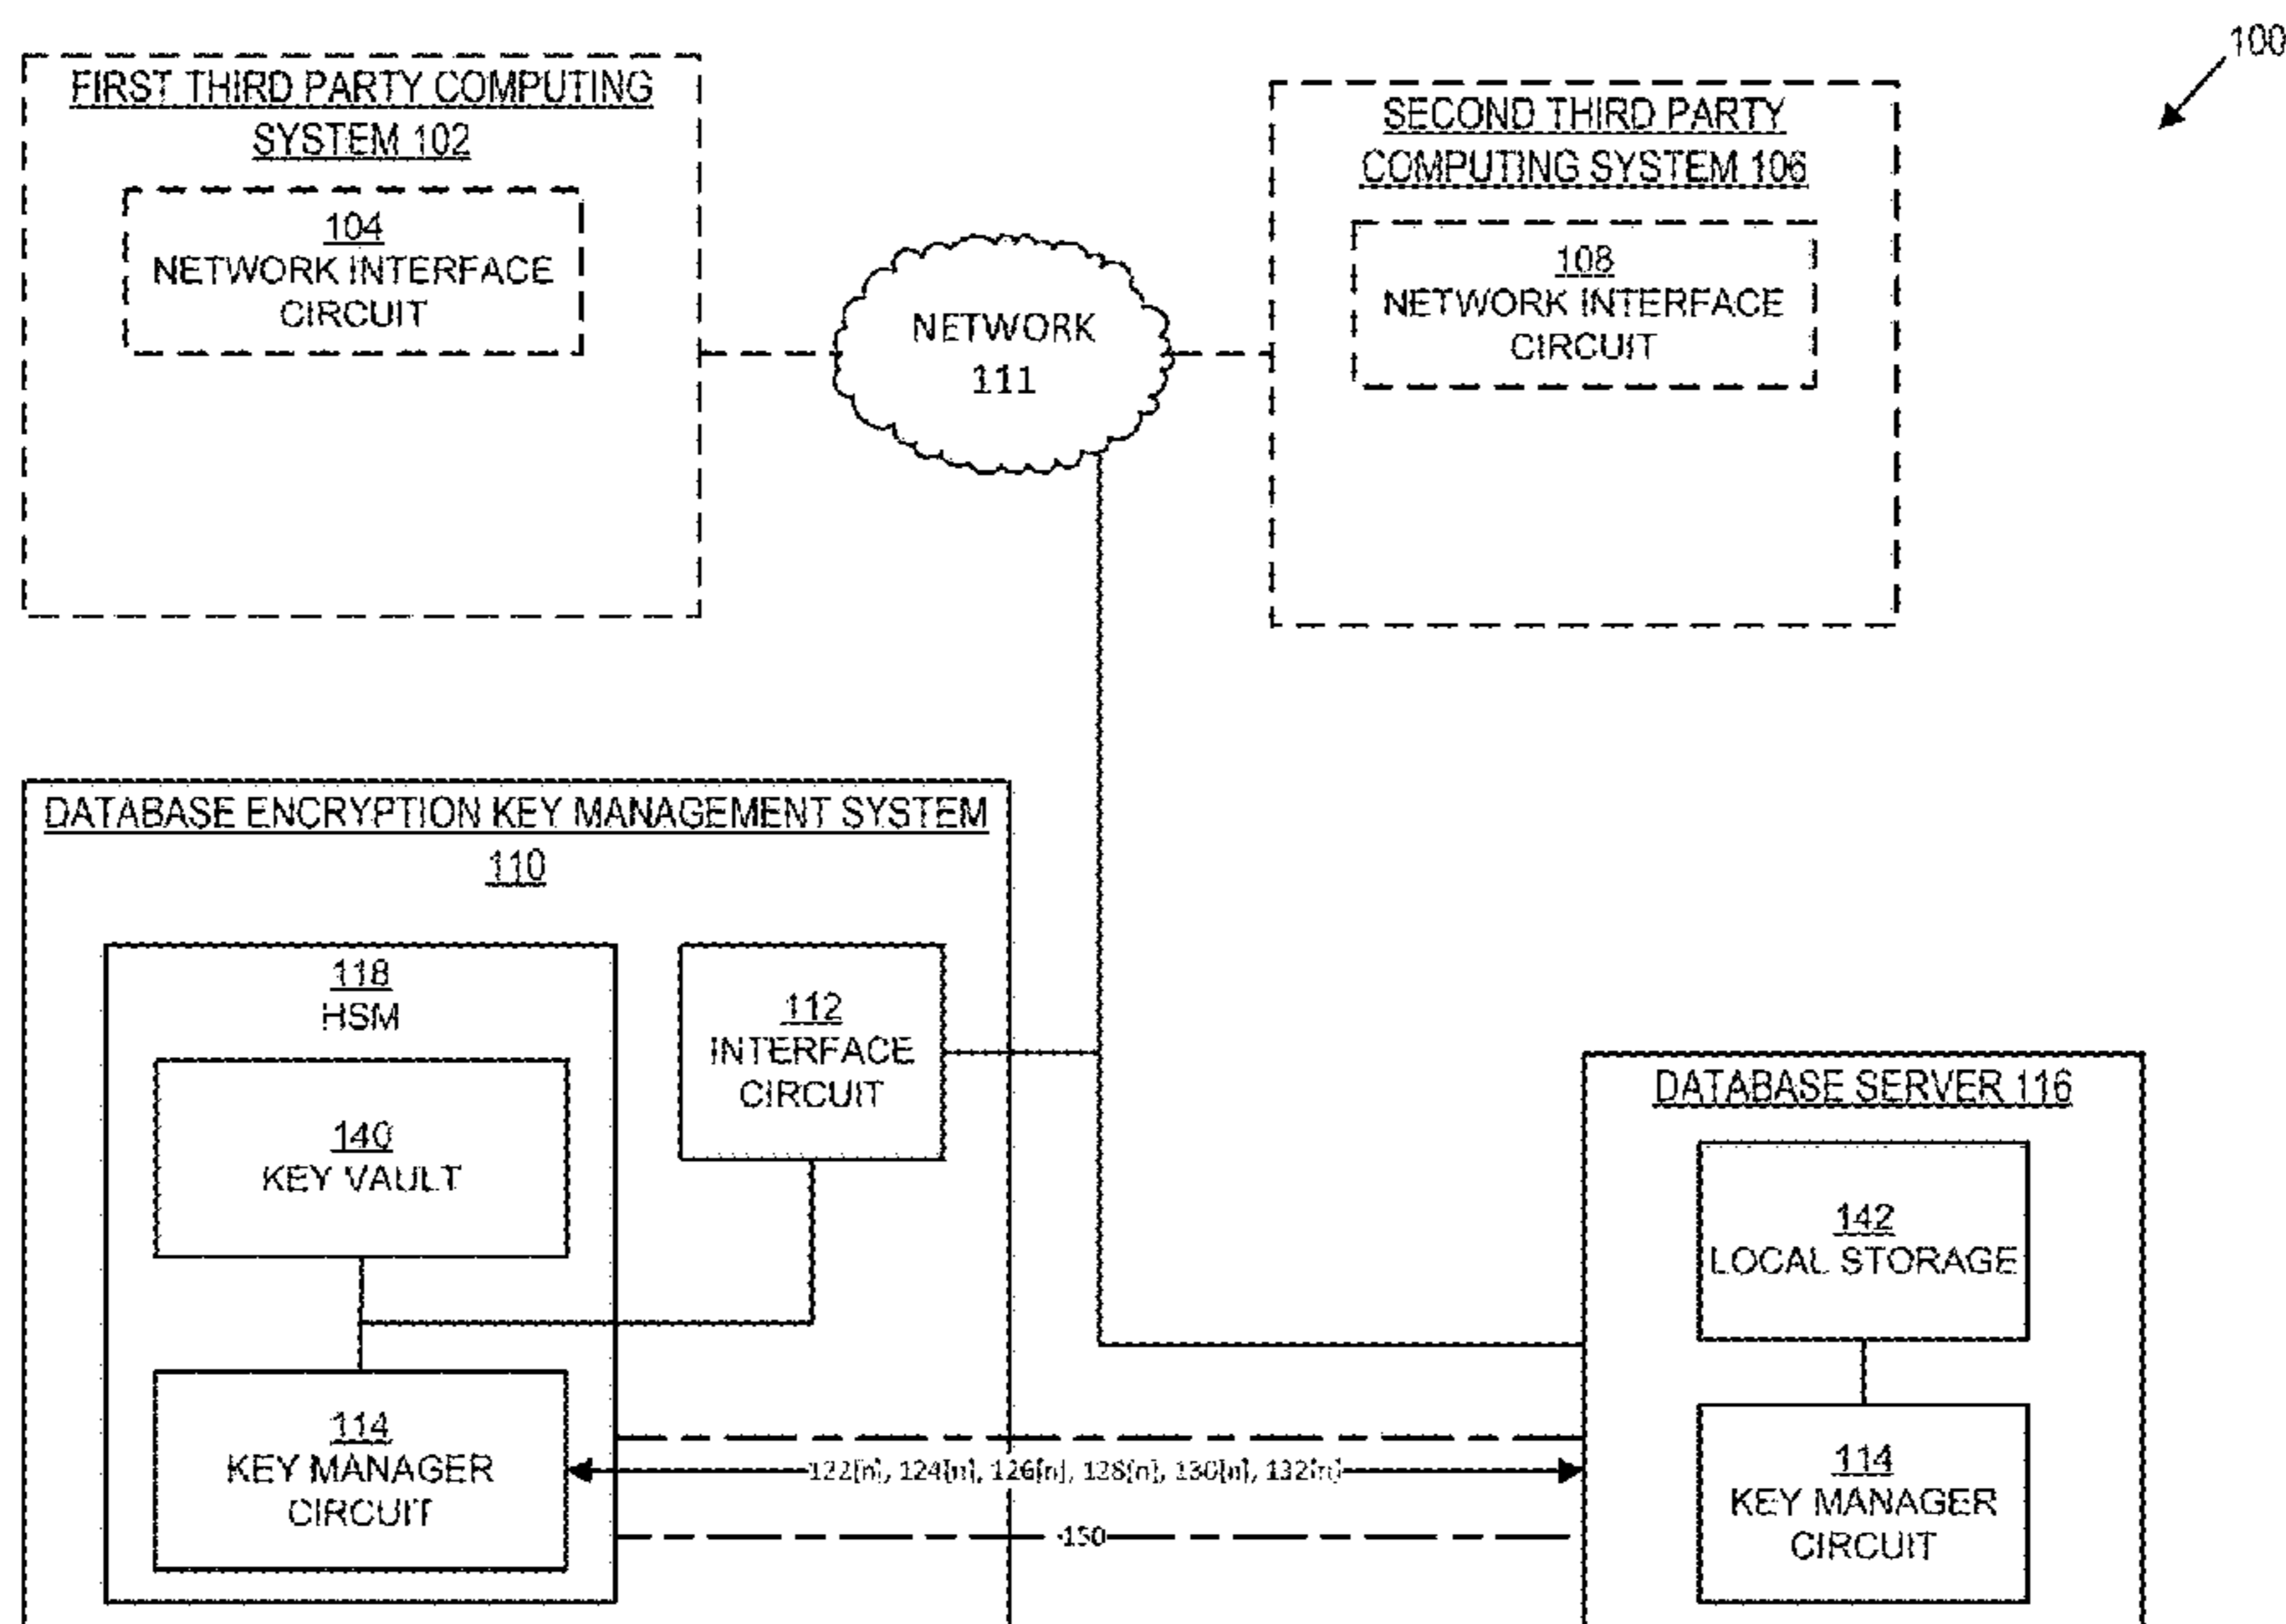 100
FIRST THIRD PARTY COMPUTING
SYSTEM 102
104
NETWORK INTERFACE
CIRCUIT
SECOND THIRD PARTY
COMPUTING SYSTEM 106
108
NETWORK INTERFACE
CIRCUIT
NETWORK
111
DATABASE ENCRYPTION KEY MANAGEMENT SYSTEM
110
118
HSM
140
KEY VAULT
114
KEY MANAGER
CIRCUIT
112
INTERFACE
CIRCUIT
122[n], 124[n], 126[n], 128[n], 130[n], 132[n]
150
DATABASE SERVER 116
142
LOCAL STORAGE
114
KEY MANAGER
CIRCUIT